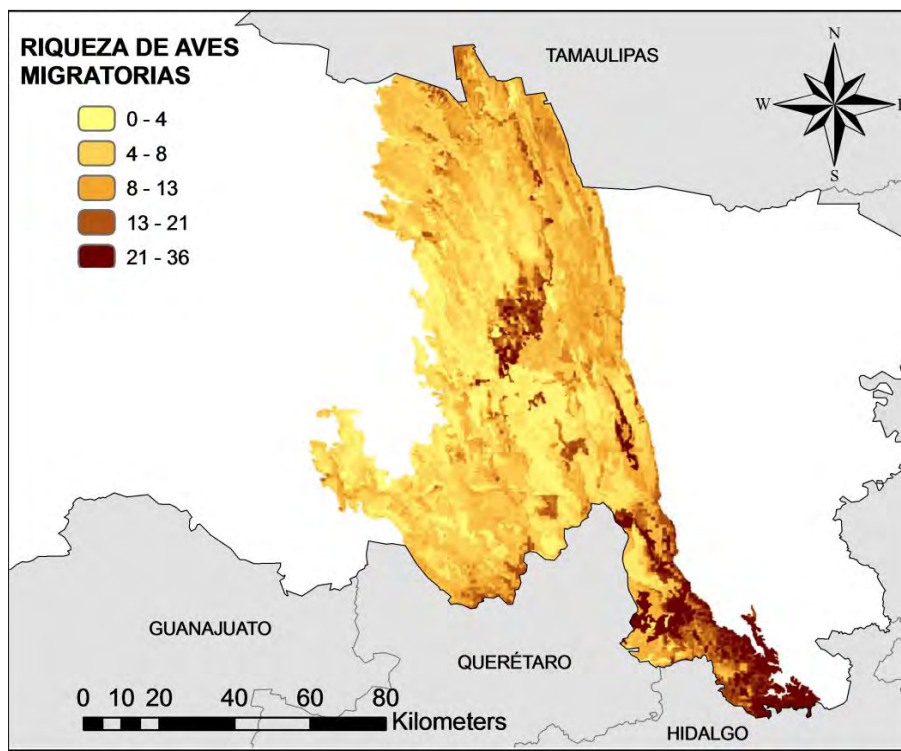 RIQUEZA DE AVES
MIGRATORIAS
0 - 4
4 - 8
8 - 13
13 - 21
21 - 36
TAMAULIPAS
N
W
S
GUANAJUATO
QUERÉTARO
HIDALGO
0 10 20 40 60 80
Kilometers